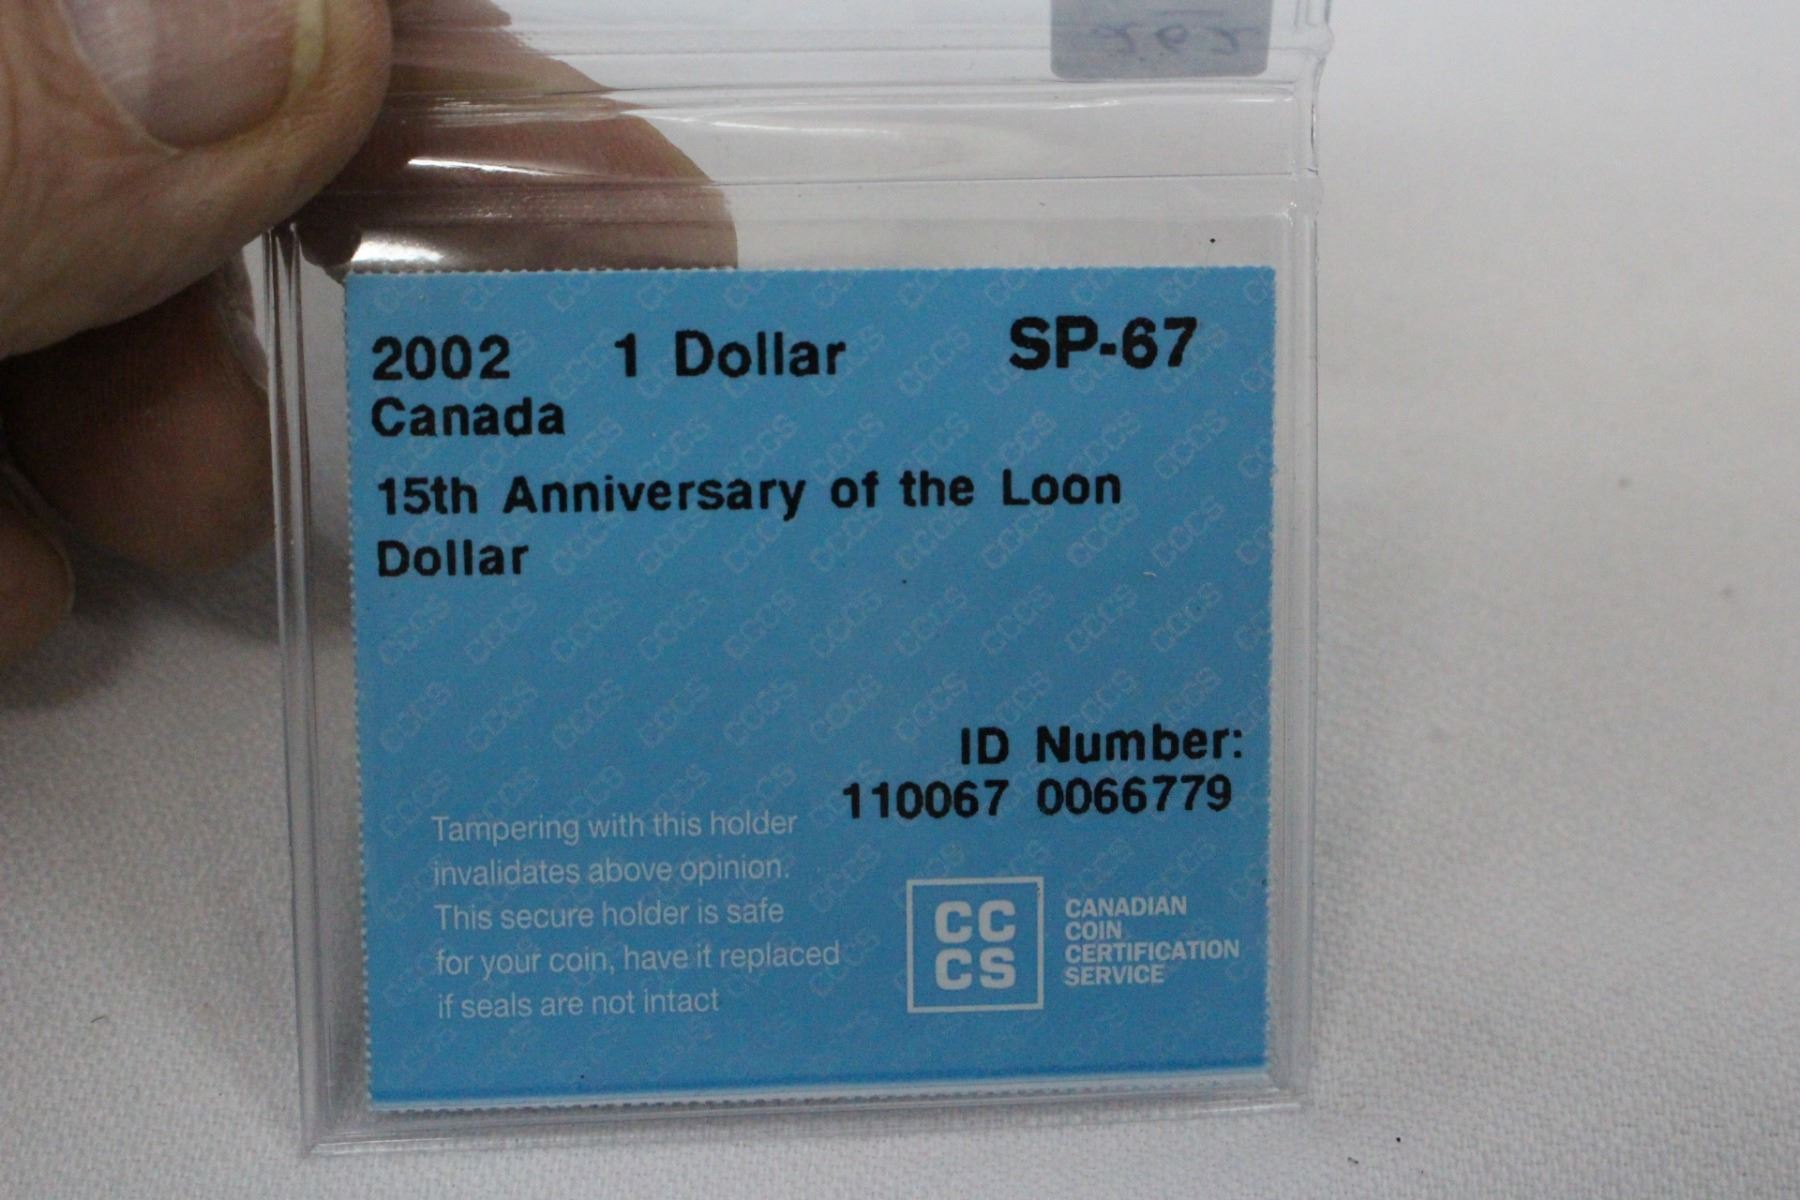 262
2002 1 Dollar SP-67
Canada
15th Anniversary of the Loon
Dollar
ID Number:
110067 0066779
Tampering with this holder
invalidates above opinion.
This secure holder is safe
for your coin, have it replaced
if seals are not intact
CC
CS
CANADIAN
COIN
CERTIFICATION
SERVICE